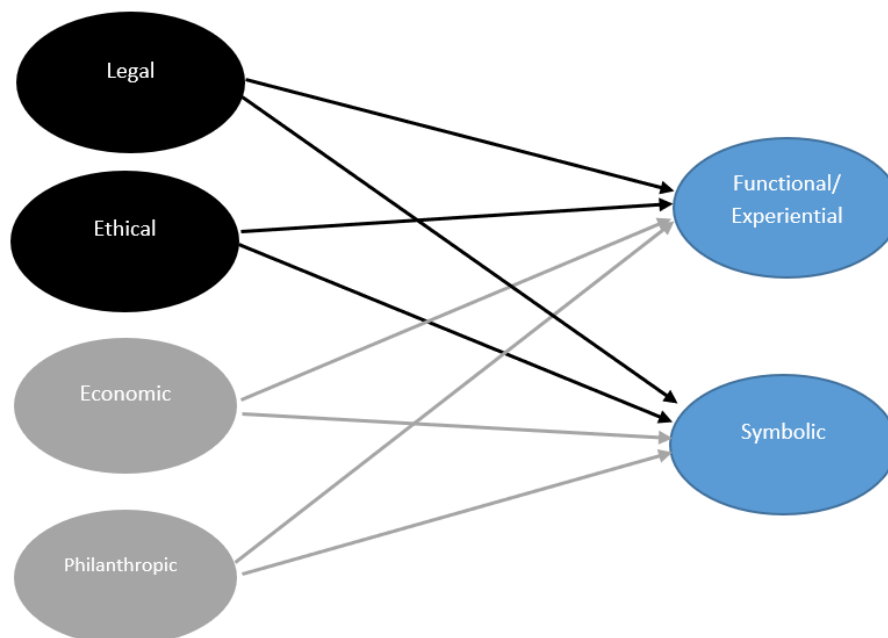 Legal
Ethical
Economic
Philanthropic
Functional/
Experiential
Symbolic